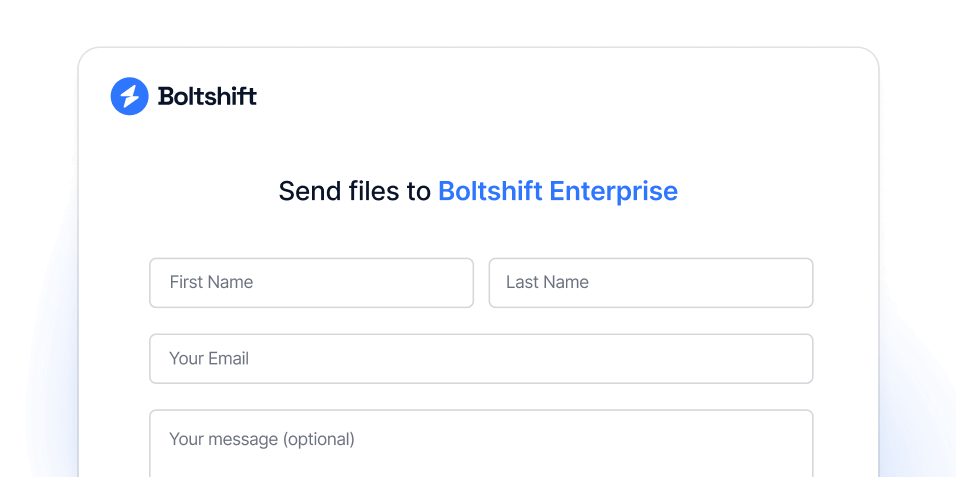 Boltshift
Send files to Boltshift Enterprise
First Name Last Name
Your Email
Your message (optional)